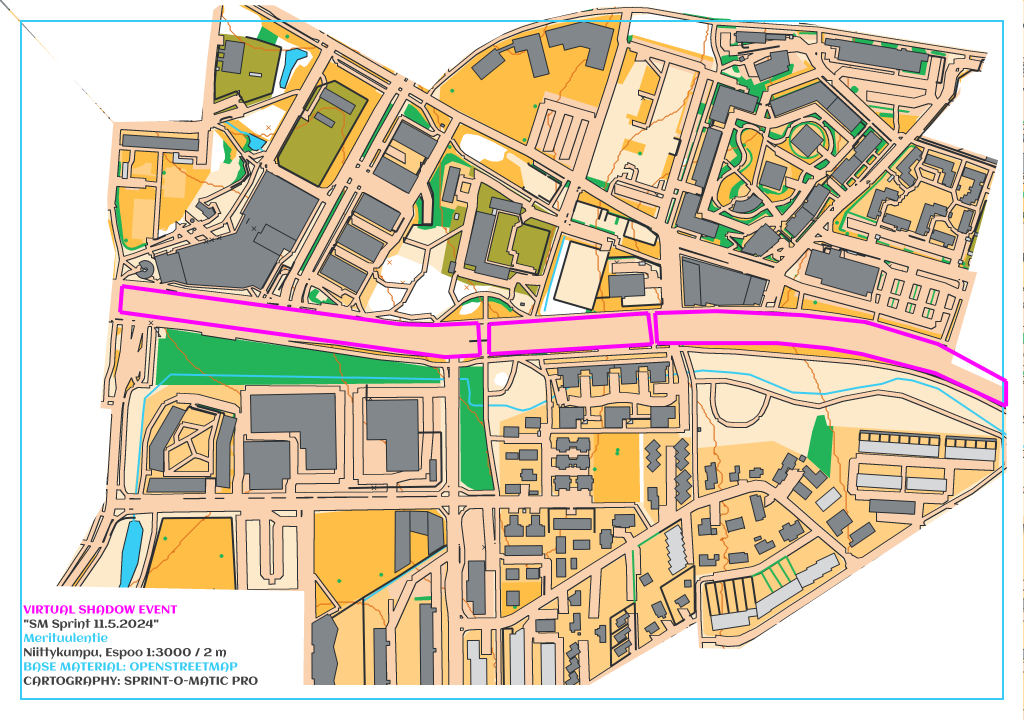 VIRTUAL SHADOW EVENT
"SM Sprint 11.5.2024"
Merituulentie
Niittykumpu, Espoo 1:3000 / 2 m
BASE MATERIAL: OPENSTREETMAP
CARTOGRAPHY: SPRINT-O-MATIC PRO